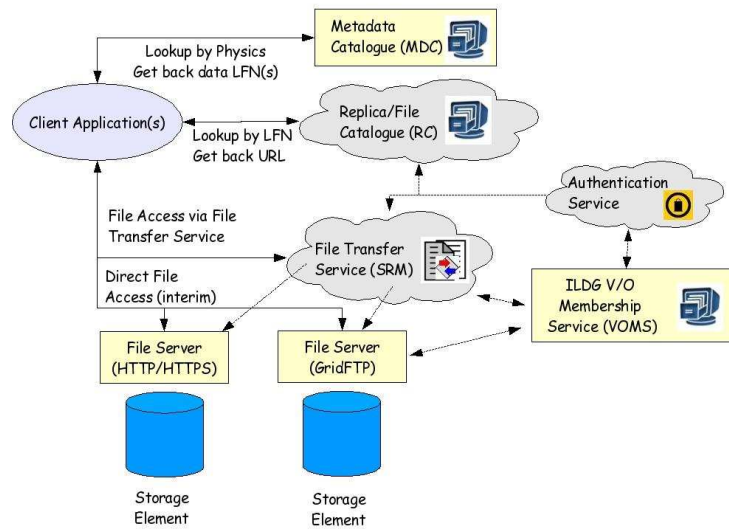 Metadata
Catalogue (MDC)
Lookup by Physics
Get back data LFN(s)
Client Application(s)
Replica/File
Catalogue (RC)
Lookup by LFN
Get back URL
Authentication
Service
File Access via File
Transfer Service
File Transfer
Service (SRM)
Direct File
Access (interim)
ILDG V/O
Membership
Service (VOMS)
File Server
(HTTP/HTTPS)
File Server
(GridFTP)
Storage
Element
Storage
Element